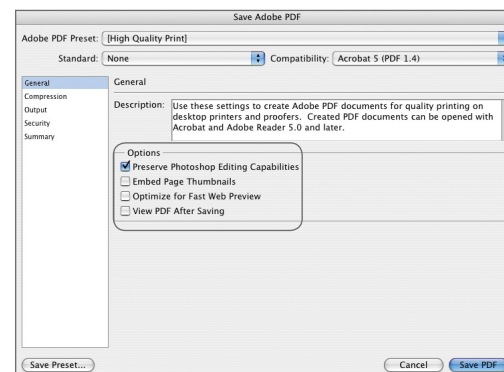 Save Adobe PDF
Adobe PDF Preset: [High Quality Print]
Standard: None Compatibility: Acrobat 5 (PDF 1.4)
General
Compression
Output
Security
Summary
General
Description: Use these settings to create Adobe PDF documents for quality printing on
desktop printers and proofers. Created PDF documents can be opened with
Acrobat and Adobe Reader 5.0 and later.
Options
Preserve Photoshop Editing Capabilities
Embed Page Thumbnails
Optimize for Fast Web Preview
View PDF After Saving
Save Preset... Cancel Save PDF